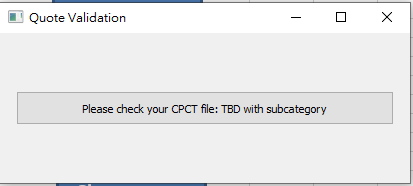 Quote Validation
Please check your CPCT file: TBD with subcategory